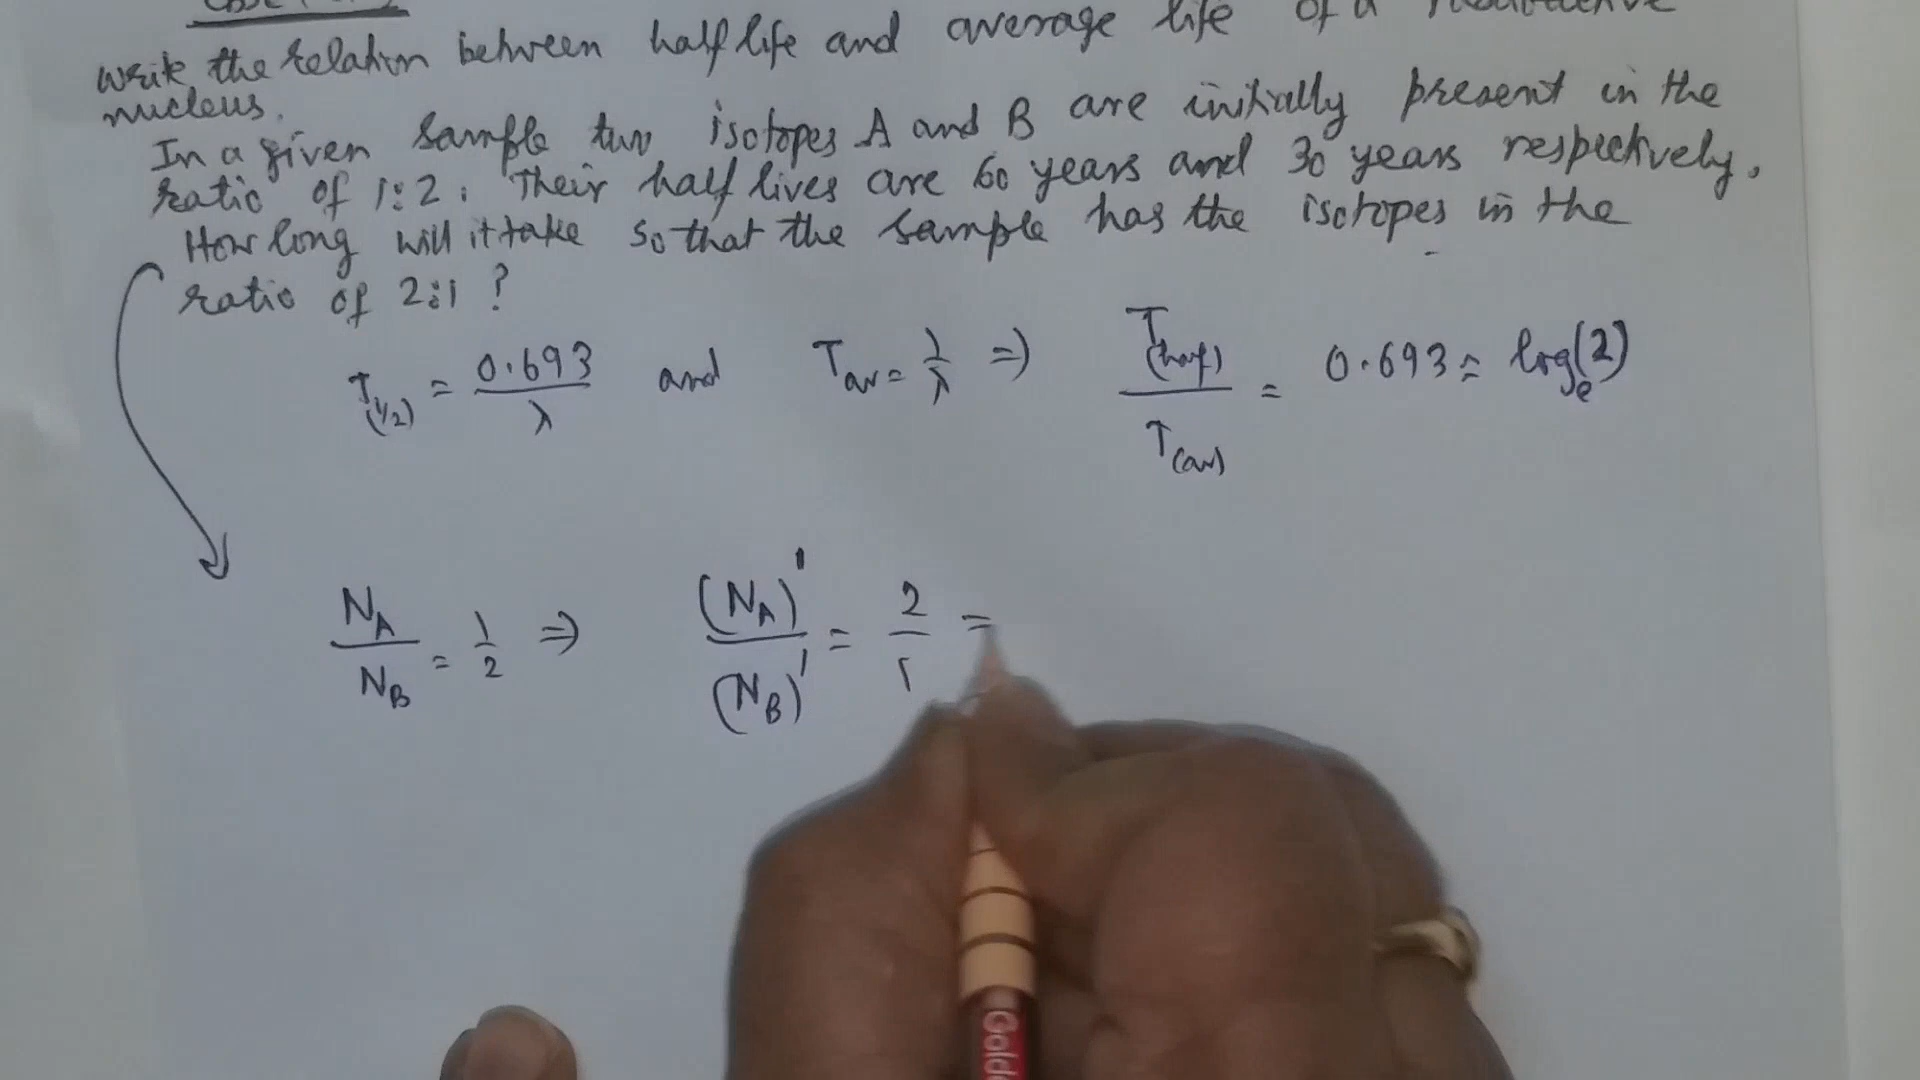 write the relation between half life and average life of a
nucleus.
In a given sample two isotopes A and B are initially present in the
ratio of 1:2. Their half lives are 60 years and 30 years respectively.
How long will it take so that the sample has the isotopes in the
ratio of 2:1 ?
T(1/2) = 0.693/λ and Tav = 1/λ ⇒ T(half)/T(av) = 0.693 = loge(2)
NA/NB = 1/2 ⇒ (NA)'/(NB)' = 2/1 =
Golde